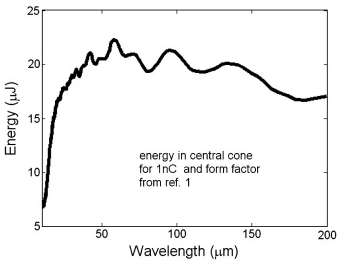 25
20
15
10
5
Energy (μJ)
energy in central cone
for 1nC and form factor
from ref. 1
50
100
150
200
Wavelength (μm)